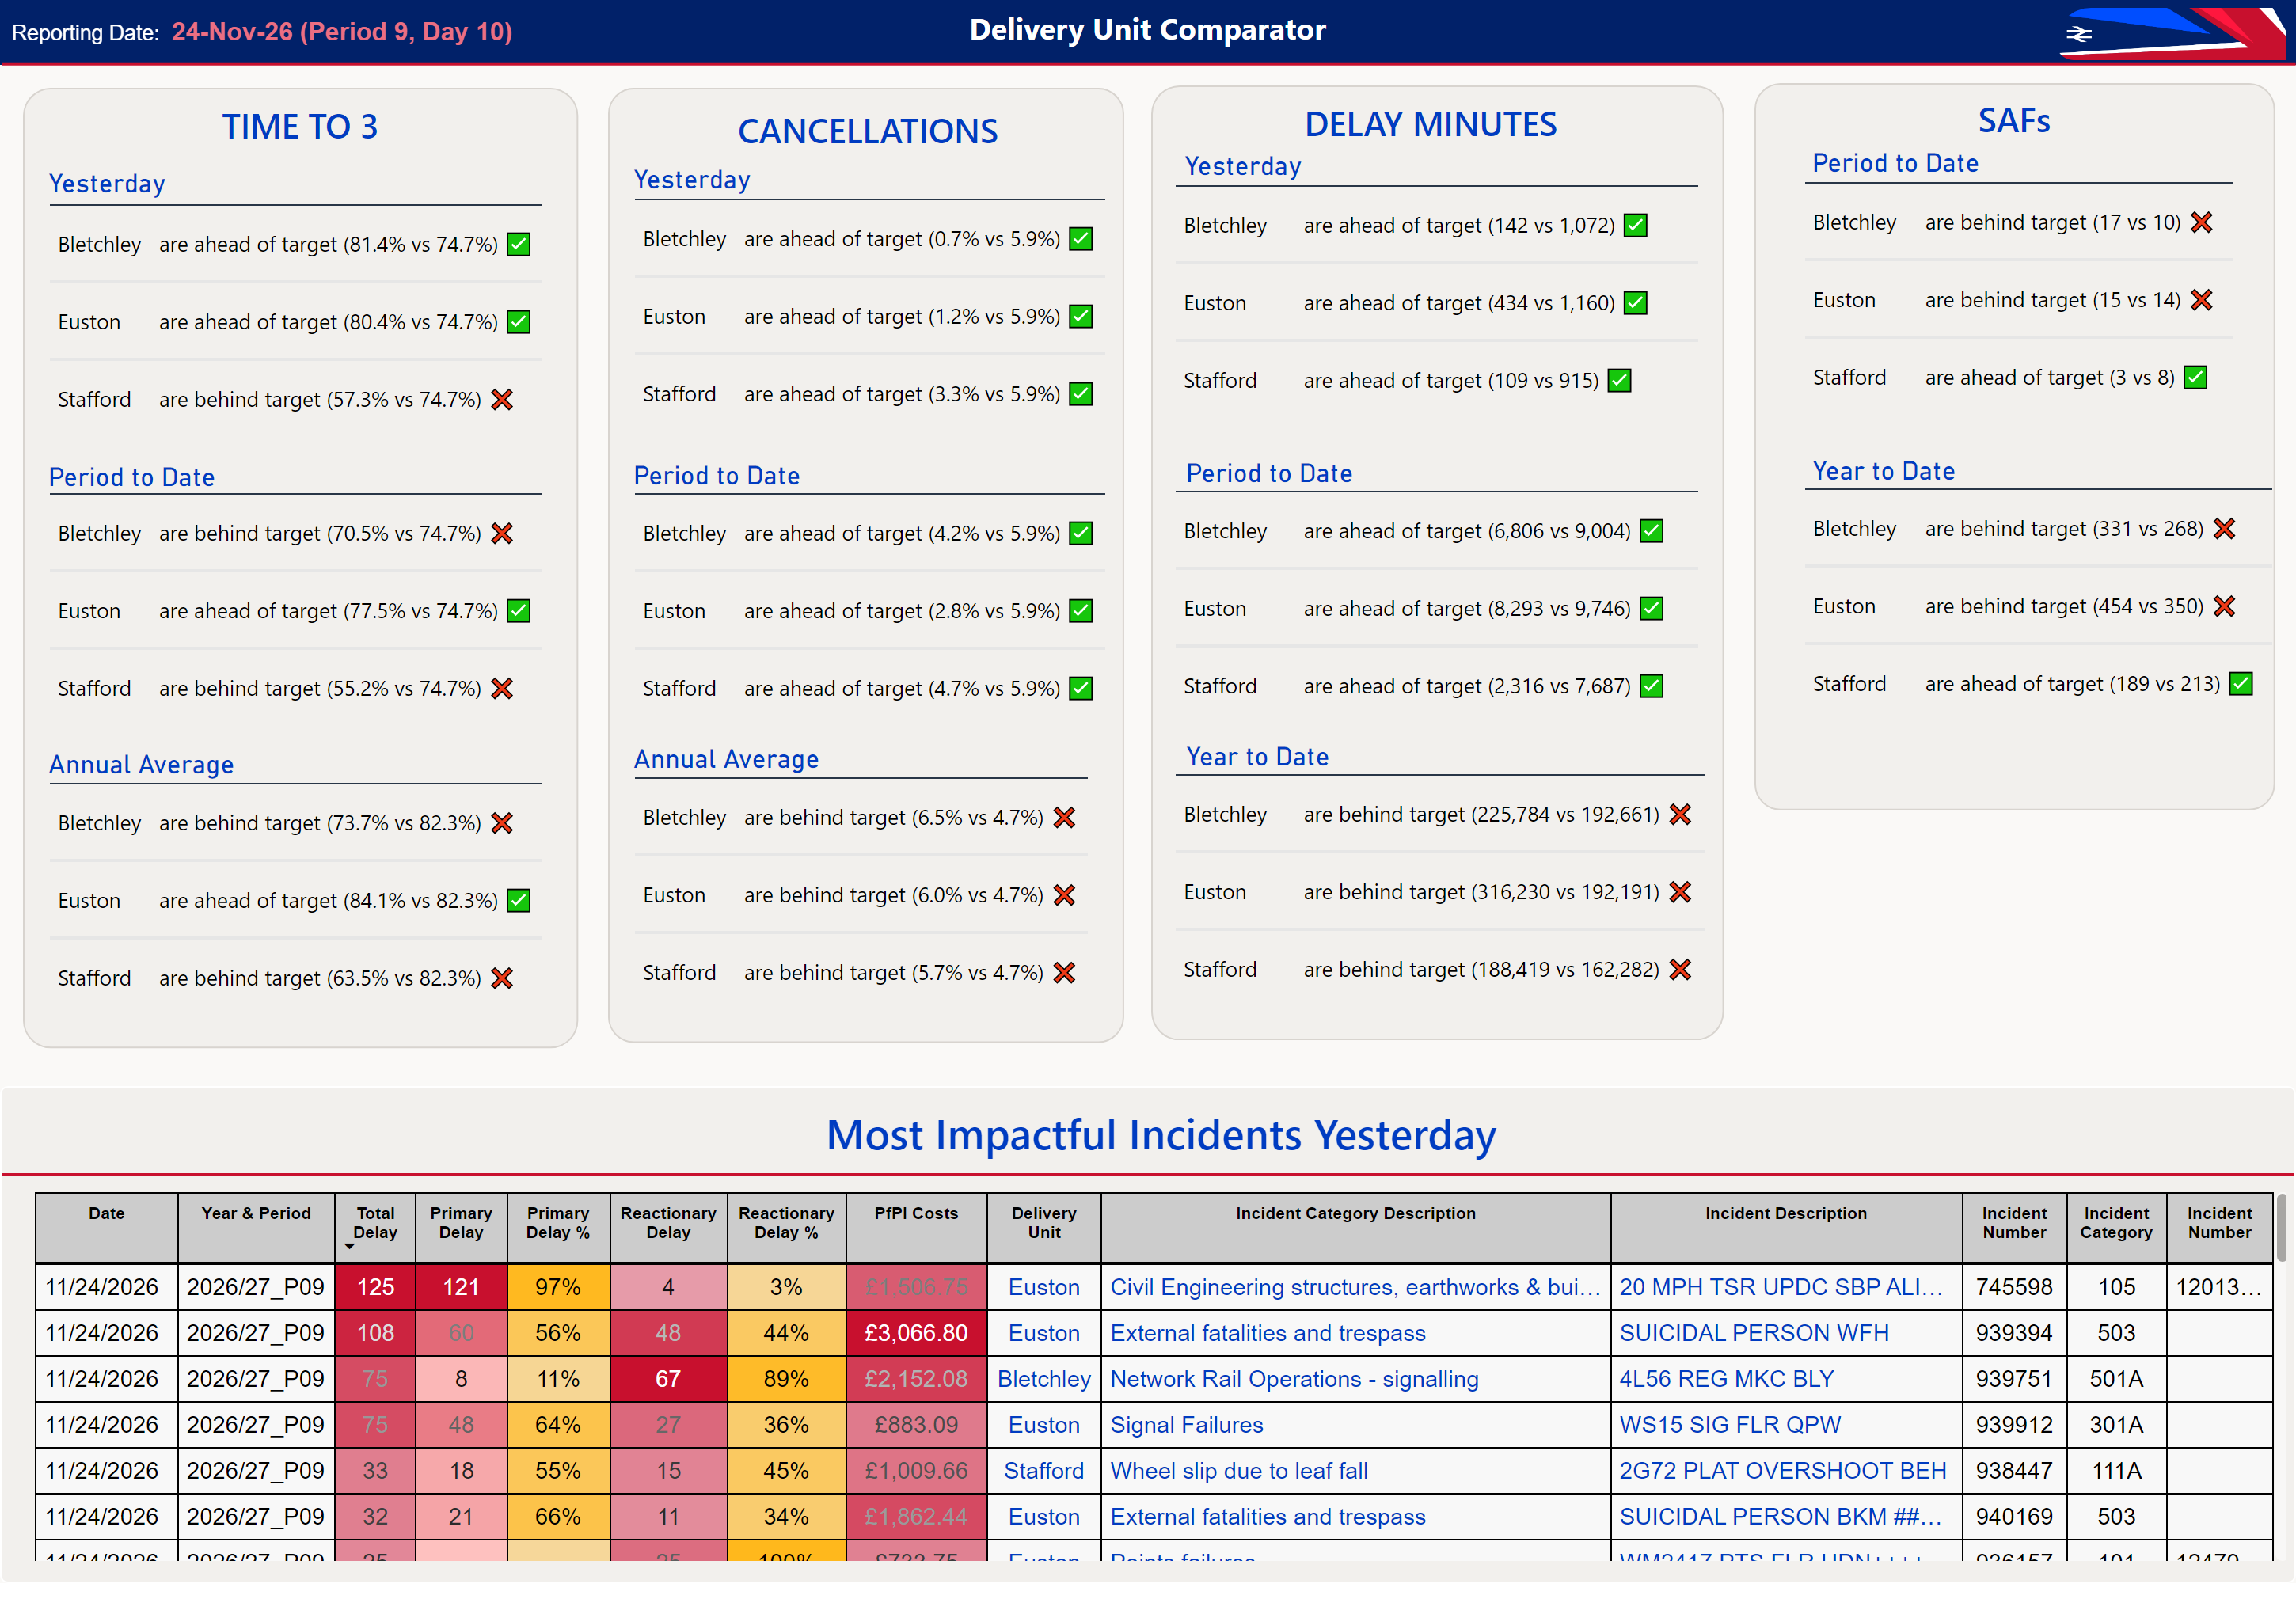 Reporting Date: 24-Nov-26 (Period 9, Day 10)
Delivery Unit Comparator
TIME TO 3
Yesterday
Bletchley are ahead of target (81.4% vs 74.7%) ✅
Euston are ahead of target (80.4% vs 74.7%) ✅
Stafford are behind target (57.3% vs 74.7%) ❌
Period to Date
Bletchley are behind target (70.5% vs 74.7%) ❌
Euston are ahead of target (77.5% vs 74.7%) ✅
Stafford are behind target (55.2% vs 74.7%) ❌
Annual Average
Bletchley are behind target (73.7% vs 82.3%) ❌
Euston are ahead of target (84.1% vs 82.3%) ✅
Stafford are behind target (63.5% vs 82.3%) ❌
CANCELLATIONS
Yesterday
Bletchley are ahead of target (0.7% vs 5.9%) ✅
Euston are ahead of target (1.2% vs 5.9%) ✅
Stafford are ahead of target (3.3% vs 5.9%) ✅
Period to Date
Bletchley are ahead of target (4.2% vs 5.9%) ✅
Euston are ahead of target (2.8% vs 5.9%) ✅
Stafford are ahead of target (4.7% vs 5.9%) ✅
Annual Average
Bletchley are behind target (6.5% vs 4.7%) ❌
Euston are behind target (6.0% vs 4.7%) ❌
Stafford are behind target (5.7% vs 4.7%) ❌
DELAY MINUTES
Yesterday
Bletchley are ahead of target (142 vs 1,072) ✅
Euston are ahead of target (434 vs 1,160) ✅
Stafford are ahead of target (109 vs 915) ✅
Period to Date
Bletchley are ahead of target (6,806 vs 9,004) ✅
Euston are ahead of target (8,293 vs 9,746) ✅
Stafford are ahead of target (2,316 vs 7,687) ✅
Year to Date
Bletchley are behind target (225,784 vs 192,661) ❌
Euston are behind target (316,230 vs 192,191) ❌
Stafford are behind target (188,419 vs 162,282) ❌
SAFs
Period to Date
Bletchley are behind target (17 vs 10) ❌
Euston are behind target (15 vs 14) ❌
Stafford are ahead of target (3 vs 8) ✅
Year to Date
Bletchley are behind target (331 vs 268) ❌
Euston are behind target (454 vs 350) ❌
Stafford are ahead of target (189 vs 213) ✅
Most Impactful Incidents Yesterday
Date Year & Period Total Delay Primary Delay Primary Delay % Reactionary Delay Reactionary Delay % PfPI Costs Delivery Unit Incident Category Description Incident Description Incident Number Incident Category Incident Number
11/24/2026 2026/27_P09 125 121 97% 4 3% £1,506.75 Euston Civil Engineering structures, earthworks & bui... 20 MPH TSR UPDC SBP ALI... 745598 105 12013...
11/24/2026 2026/27_P09 108 60 56% 48 44% £3,066.80 Euston External fatalities and trespass SUICIDAL PERSON WFH 939394 503
11/24/2026 2026/27_P09 75 8 11% 67 89% £2,152.08 Bletchley Network Rail Operations - signalling 4L56 REG MKC BLY 939751 501A
11/24/2026 2026/27_P09 75 48 64% 27 36% £883.09 Euston Signal Failures WS15 SIG FLR QPW 939912 301A
11/24/2026 2026/27_P09 33 18 55% 15 45% £1,009.66 Stafford Wheel slip due to leaf fall 2G72 PLAT OVERSHOOT BEH 938447 111A
11/24/2026 2026/27_P09 32 21 66% 11 34% £1,862.44 Euston External fatalities and trespass SUICIDAL PERSON BKM ##... 940169 503
11/24/2026 2026/27_P09 25 25 100% Euston Points failures